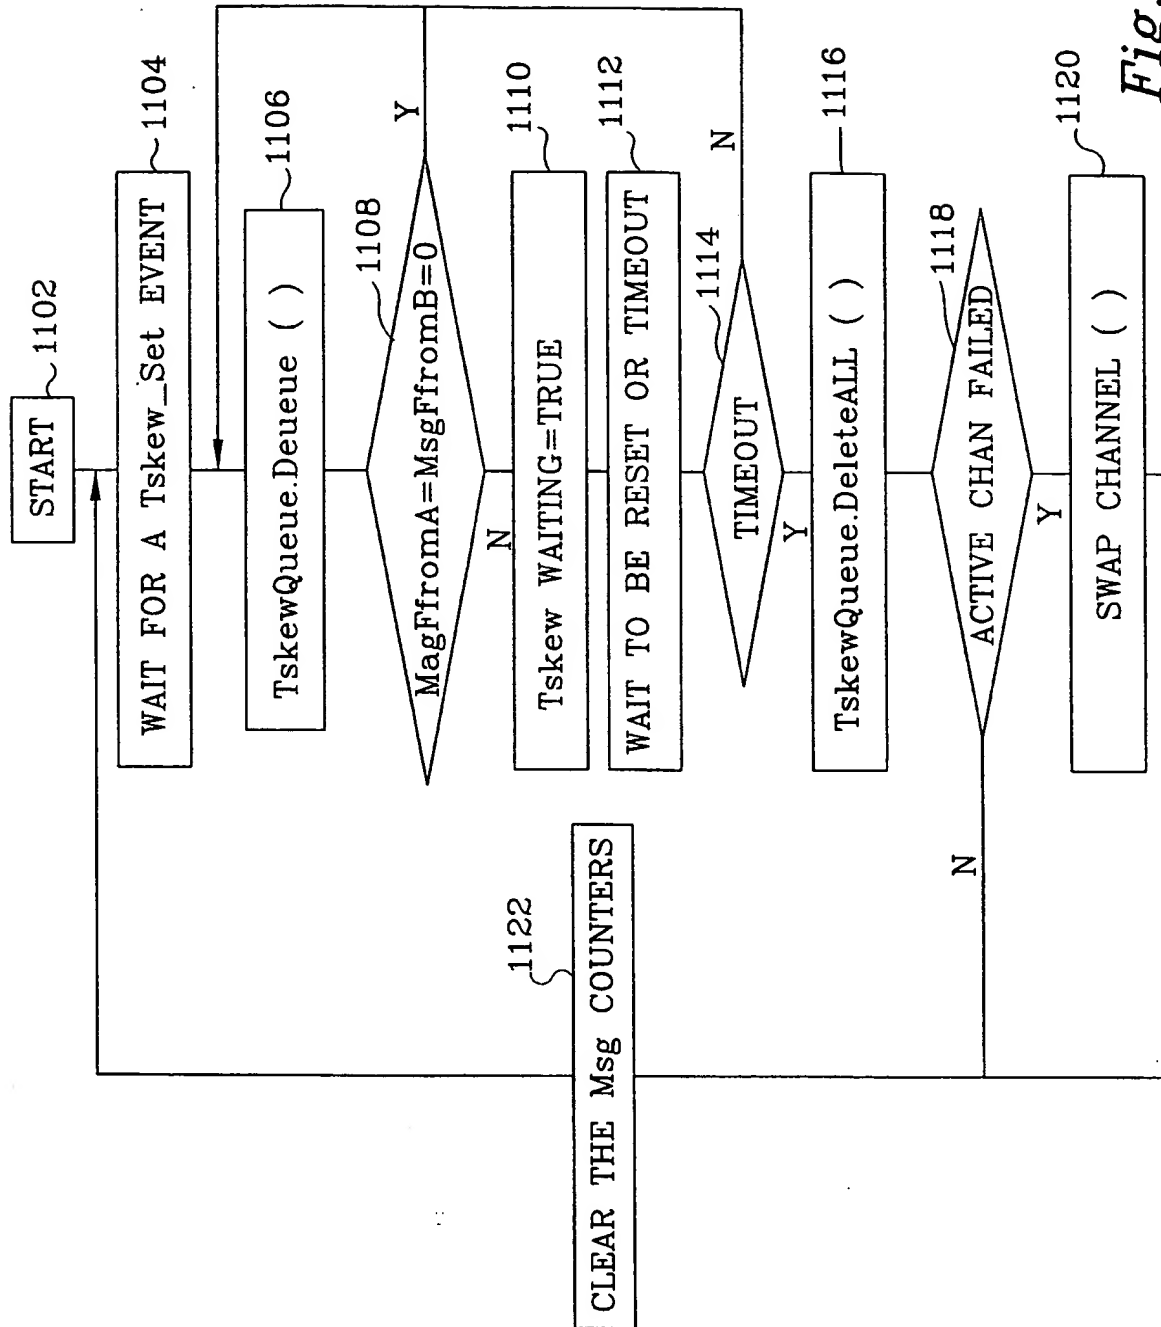 START
1102
WAIT FOR A Tskew_Set EVENT
1104
TskewQueue.Deueue ( )
1106
MagFfromA=MsgFfromB=0
1108
Y
N
Tskew WAITING=TRUE
1110
WAIT TO BE RESET OR TIMEOUT
1112
TIMEOUT
1114
N
Y
TskewQueue.DeleteALL ( )
1116
ACTIVE CHAN FAILED
1118
N
Y
SWAP CHANNEL ( )
1120
CLEAR THE Msg COUNTERS
1122
Fig.